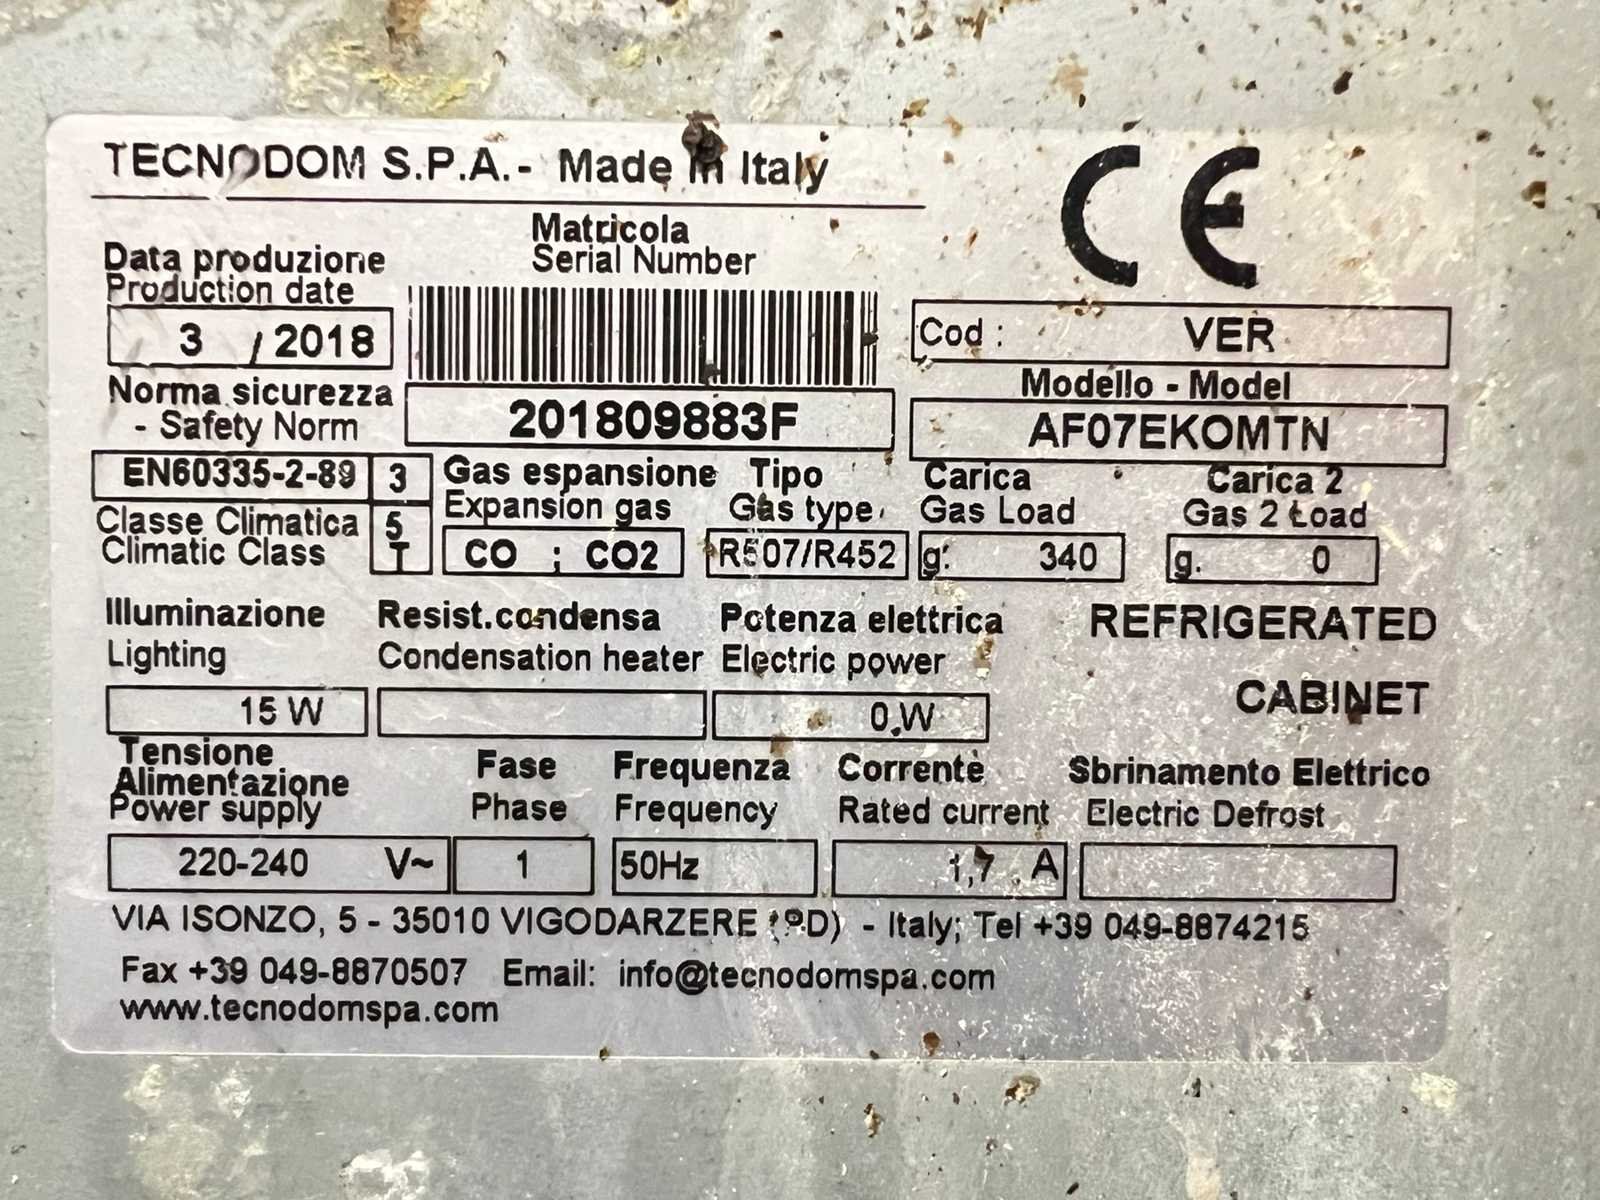 TECNODOM S.P.A.- Made in Italy
Matricola
Serial Number
Data produzione
Production date
3 / 2018
Cod : VER
Modello - Model
Norma sicurezza
- Safety Norm
201809883F
AF07EKOMTN
EN60335-2-89 3
Gas espansione Tipo Carica Carica 2
Expansion gas Gas type Gas Load Gas 2 Load
Classe Climatica 5
Climatic Class T
CO ; CO2 R507/R452 g: 340 g. 0
Illuminazione Resist.condensa Potenza elettrica REFRIGERATED
Lighting Condensation heater Electric power
CABINET
15 W 0 W
Tensione
Alimentazione Fase Frequenza Corrente Sbrinamento Elettrico
Power supply Phase Frequency Rated current Electric Defrost
220-240 V~ 1 50Hz 1,7 A
VIA ISONZO, 5 - 35010 VIGODARZERE (PD) - Italy; Tel +39 049-8874215
Fax +39 049-8870507 Email: info@tecnodomspa.com
www.tecnodomspa.com
CE